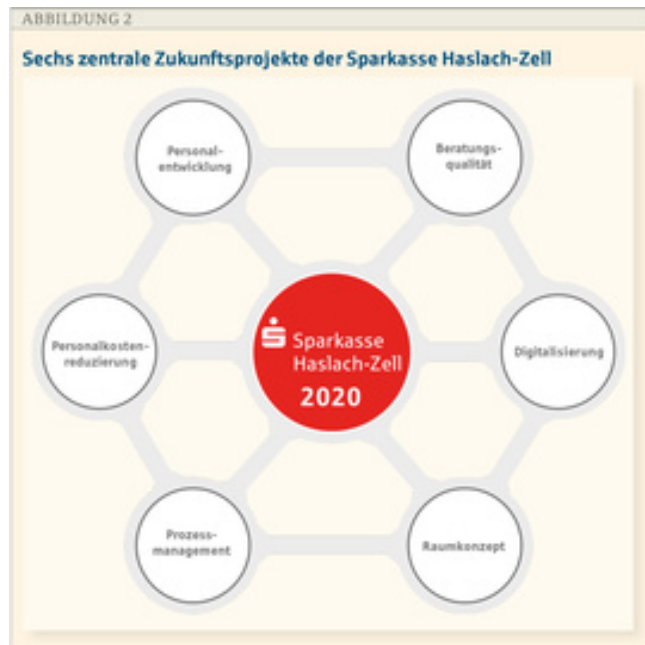 ABBILDUNG 2
Sechs zentrale Zukunftsprojekte der Sparkasse Haslach-Zell
Personal-
entwicklung
Beratungs-
qualität
Personalkosten-
reduzierung
Sparkasse
Haslach-Zell
2020
Digitalisierung
Prozess-
management
Raumkonzept